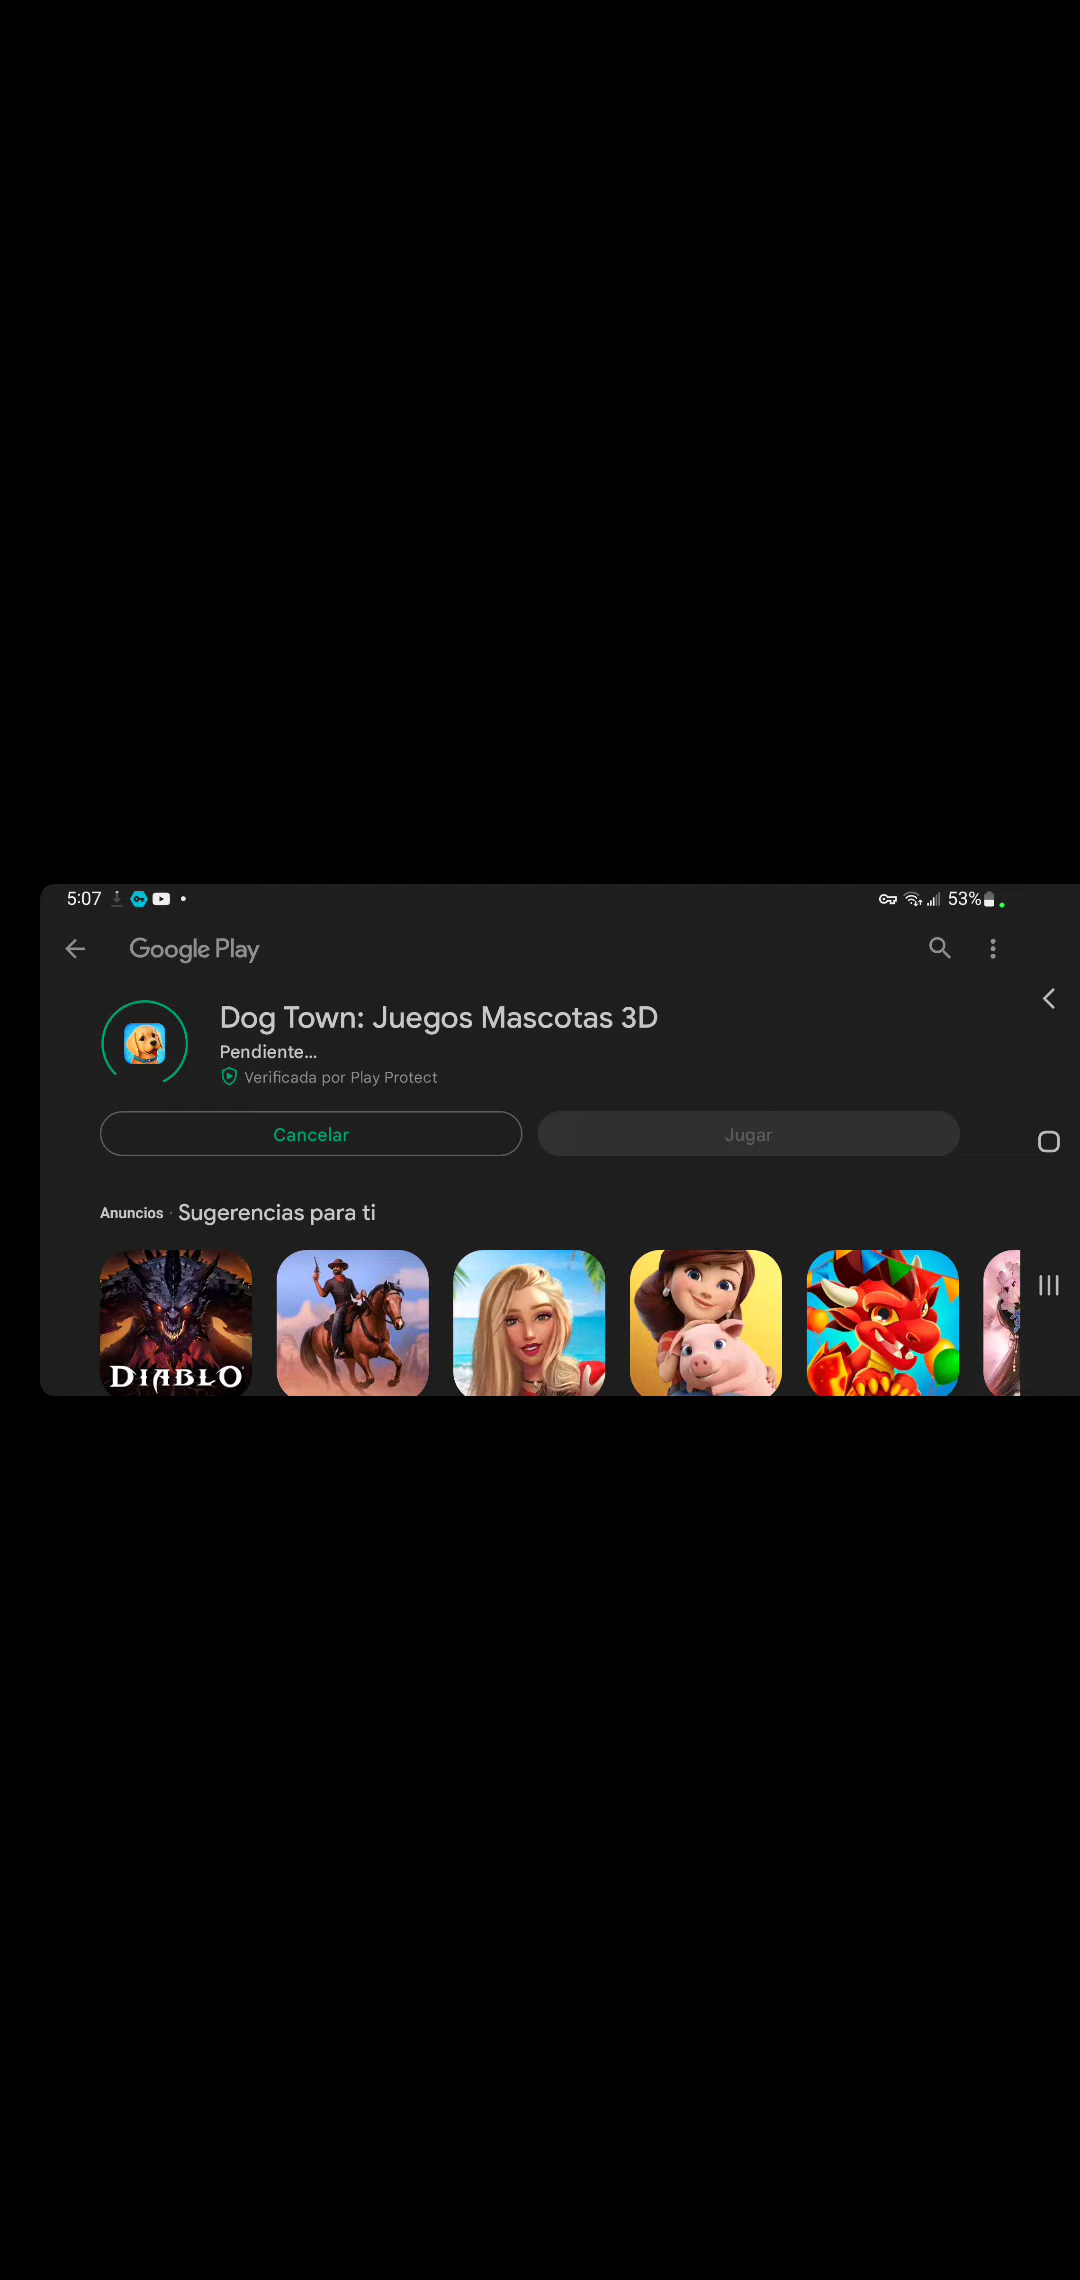 5:07
53%
Google Play
Dog Town: Juegos Mascotas 3D
Pendiente...
Verificada por Play Protect
Cancelar
Jugar
Anuncios · Sugerencias para ti
DIABLO